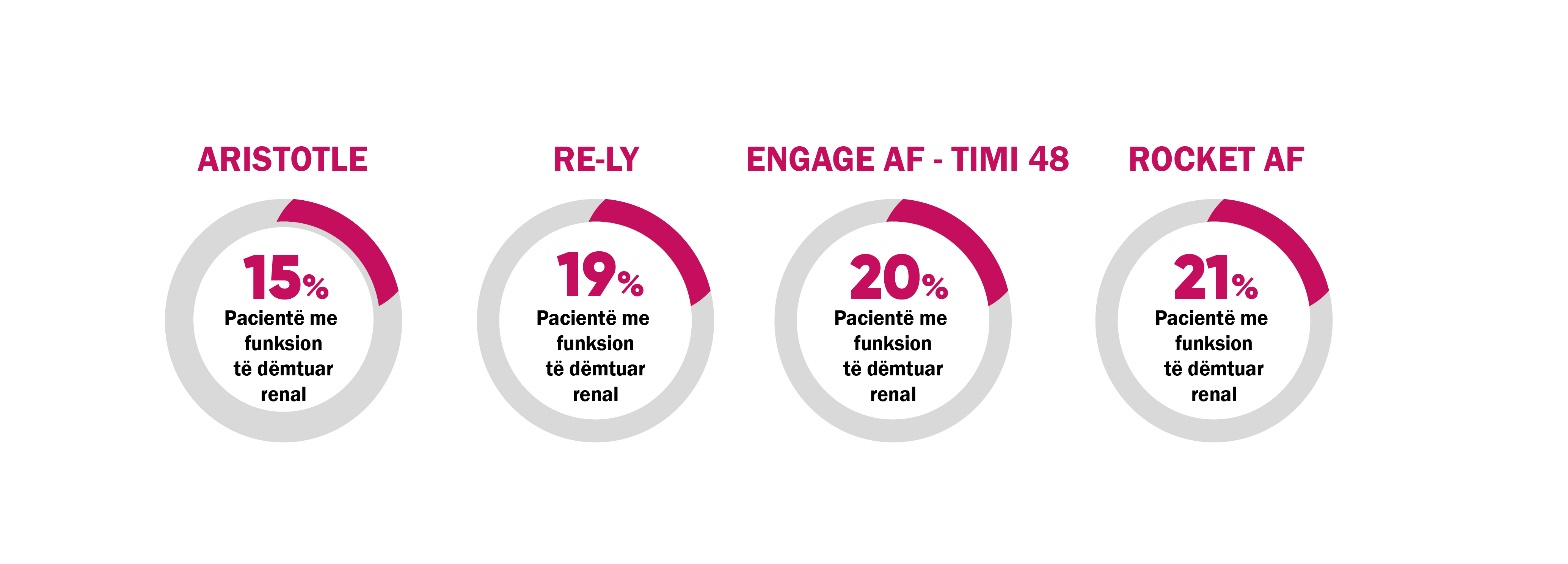 ARISTOTLE
15%
Pacientë me
funksion
të dëmtuar
renal
RE-LY
19%
Pacientë me
funksion
të dëmtuar
renal
ENGAGE AF - TIMI 48
20%
Pacientë me
funksion
të dëmtuar
renal
ROCKET AF
21%
Pacientë me
funksion
të dëmtuar
renal